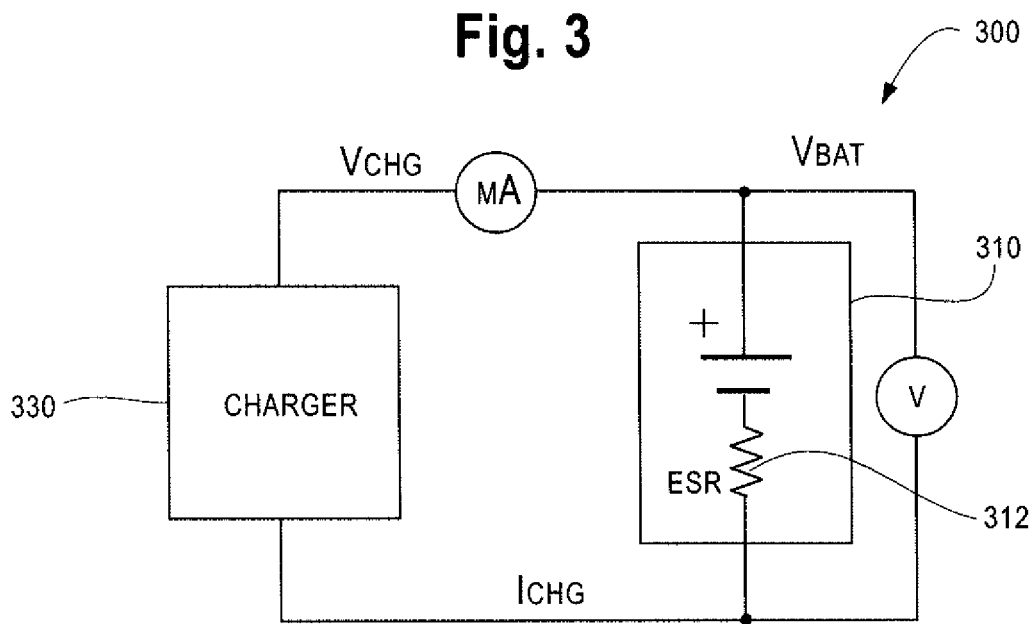 Fig. 3
300
VCHG
MA
VBAT
310
+
330
CHARGER
V
ESR
312
ICHG